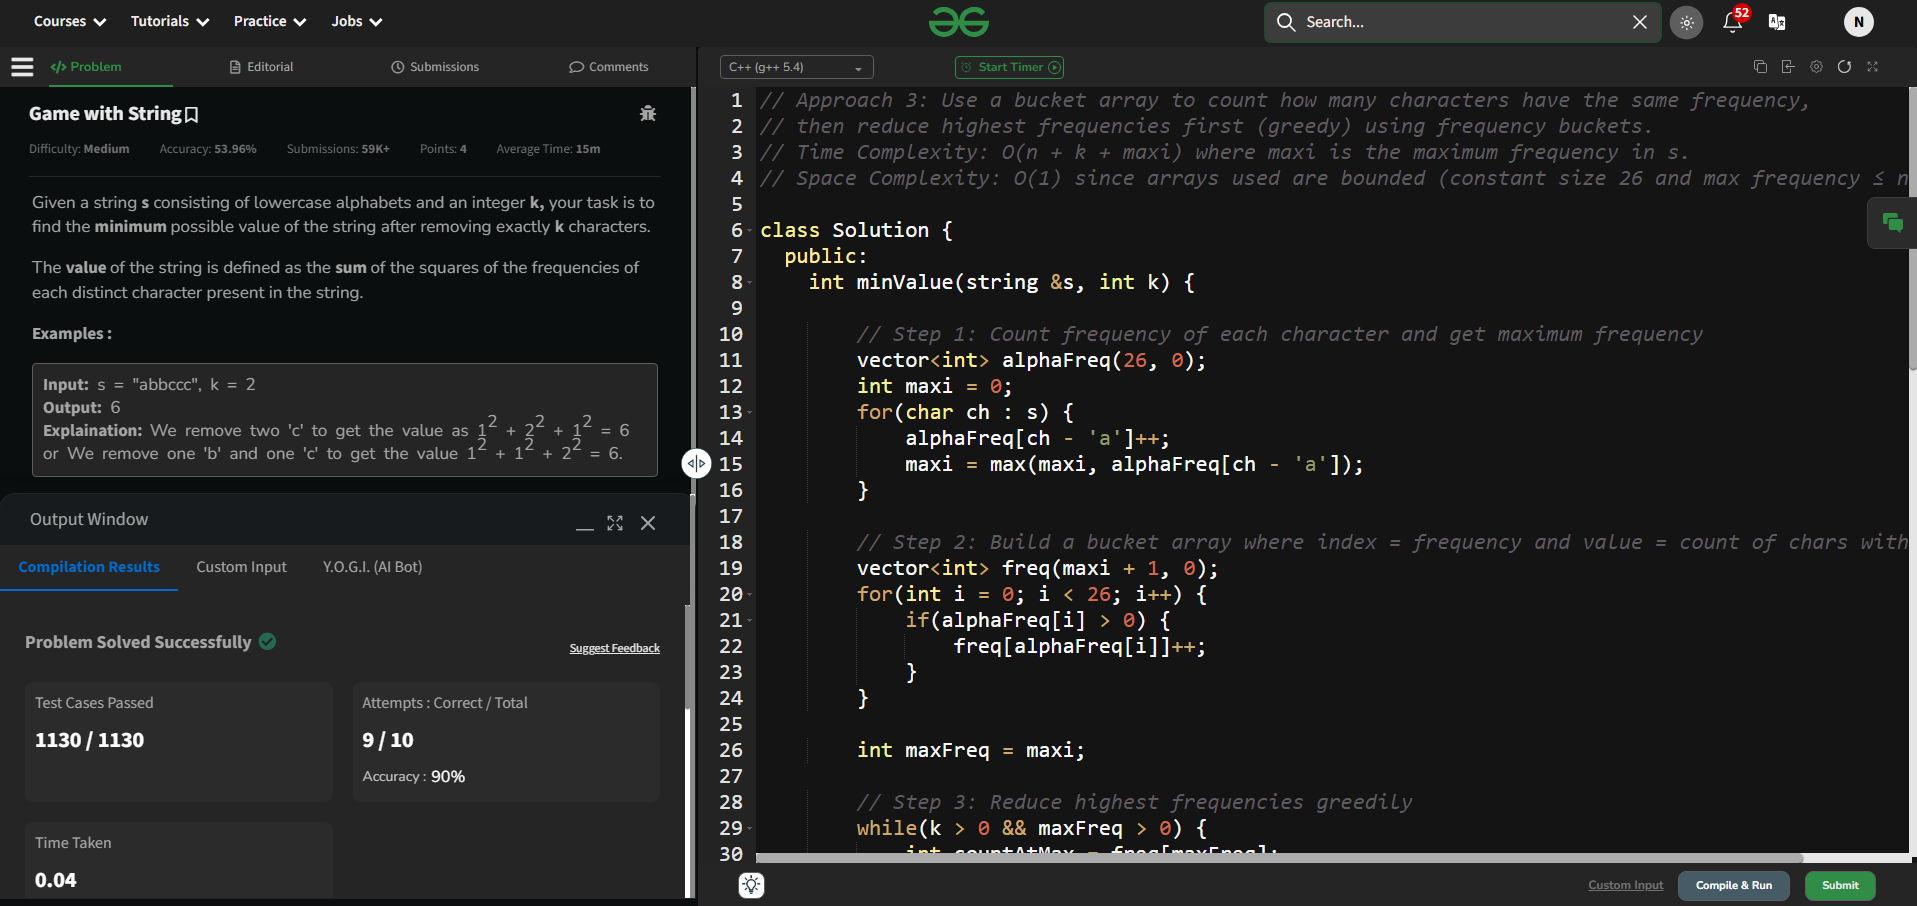 Courses Tutorials Practice Jobs
Search...
52
N
</> Problem Editorial Submissions Comments
Game with String
Difficulty: Medium Accuracy: 53.96% Submissions: 59K+ Points: 4 Average Time: 15m
Given a string s consisting of lowercase alphabets and an integer k, your task is to
find the minimum possible value of the string after removing exactly k characters.
The value of the string is defined as the sum of the squares of the frequencies of
each distinct character present in the string.
Examples :
Input: s = "abbccc", k = 2
Output: 6
Explaination: We remove two 'c' to get the value as 1² + 2² + 1² = 6
or We remove one 'b' and one 'c' to get the value 1² + 1² + 2² = 6.
Output Window
Compilation Results Custom Input Y.O.G.I. (AI Bot)
Problem Solved Successfully
Suggest Feedback
Test Cases Passed
1130 / 1130
Attempts : Correct / Total
9 / 10
Accuracy : 90%
Time Taken
0.04
C++ (g++ 5.4)
Start Timer
1 // Approach 3: Use a bucket array to count how many characters have the same frequency,
2 // then reduce highest frequencies first (greedy) using frequency buckets.
3 // Time Complexity: O(n + k + maxi) where maxi is the maximum frequency in s.
4 // Space Complexity: O(1) since arrays used are bounded (constant size 26 and max frequency ≤ n
5
6 class Solution {
7 public:
8 int minValue(string &s, int k) {
9
10 // Step 1: Count frequency of each character and get maximum frequency
11 vector<int> alphaFreq(26, 0);
12 int maxi = 0;
13 for(char ch : s) {
14 alphaFreq[ch - 'a']++;
15 maxi = max(maxi, alphaFreq[ch - 'a']);
16 }
17
18 // Step 2: Build a bucket array where index = frequency and value = count of chars with
19 vector<int> freq(maxi + 1, 0);
20 for(int i = 0; i < 26; i++) {
21 if(alphaFreq[i] > 0) {
22 freq[alphaFreq[i]]++;
23 }
24 }
25
26 int maxFreq = maxi;
27
28 // Step 3: Reduce highest frequencies greedily
29 while(k > 0 && maxFreq > 0) {
30 int countAtMax = freq[maxFreq];
Custom Input Compile & Run Submit